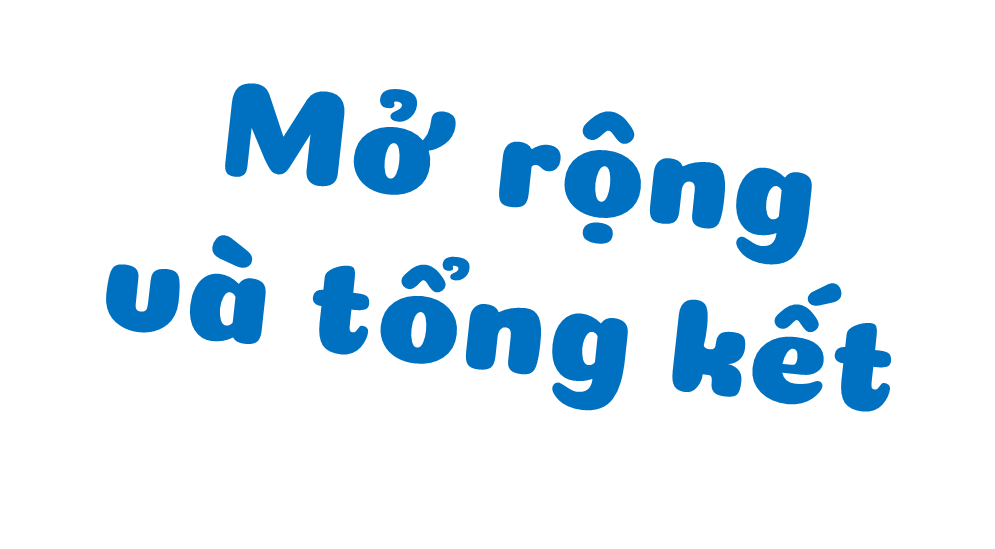 Mở rộng
và tổng kết